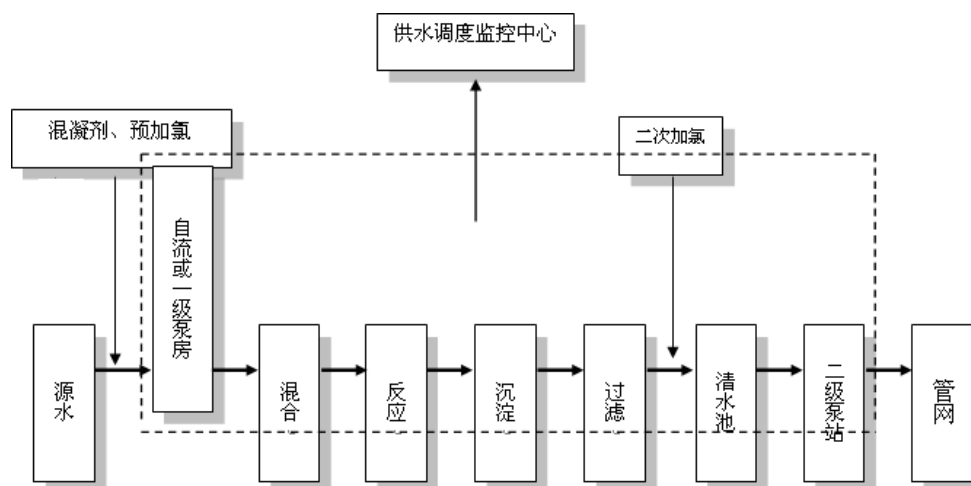 供水调度监控中心
混凝剂、预加氯
二次加氯
源水
自流或一级泵房
混合
反应
沉淀
过滤
清水池
二级泵站
管网